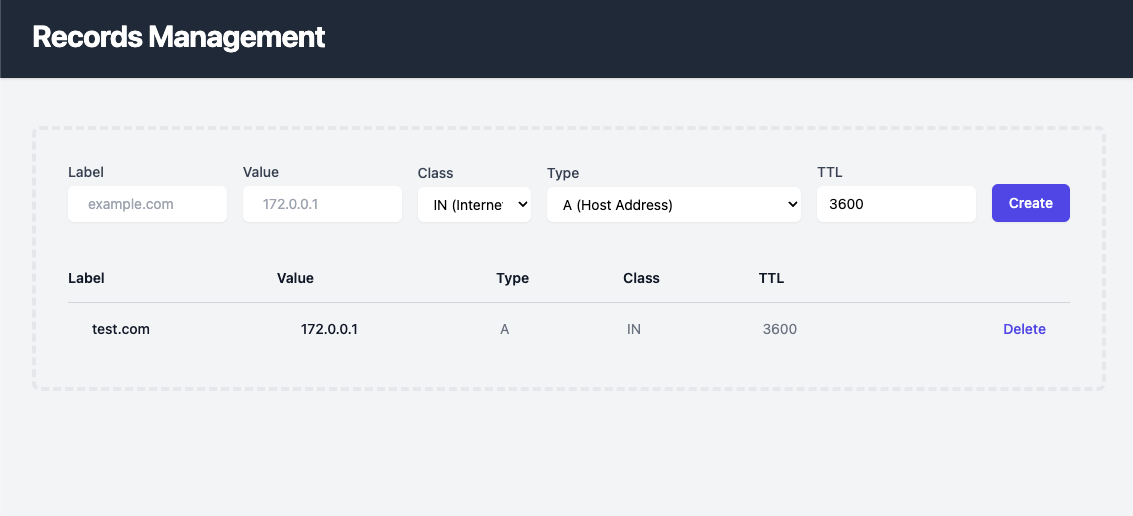 Records Management
Label Value Class Type TTL
example.com 172.0.0.1 IN (Interne A (Host Address) 3600 Create
Label Value Type Class TTL
test.com 172.0.0.1 A IN 3600 Delete